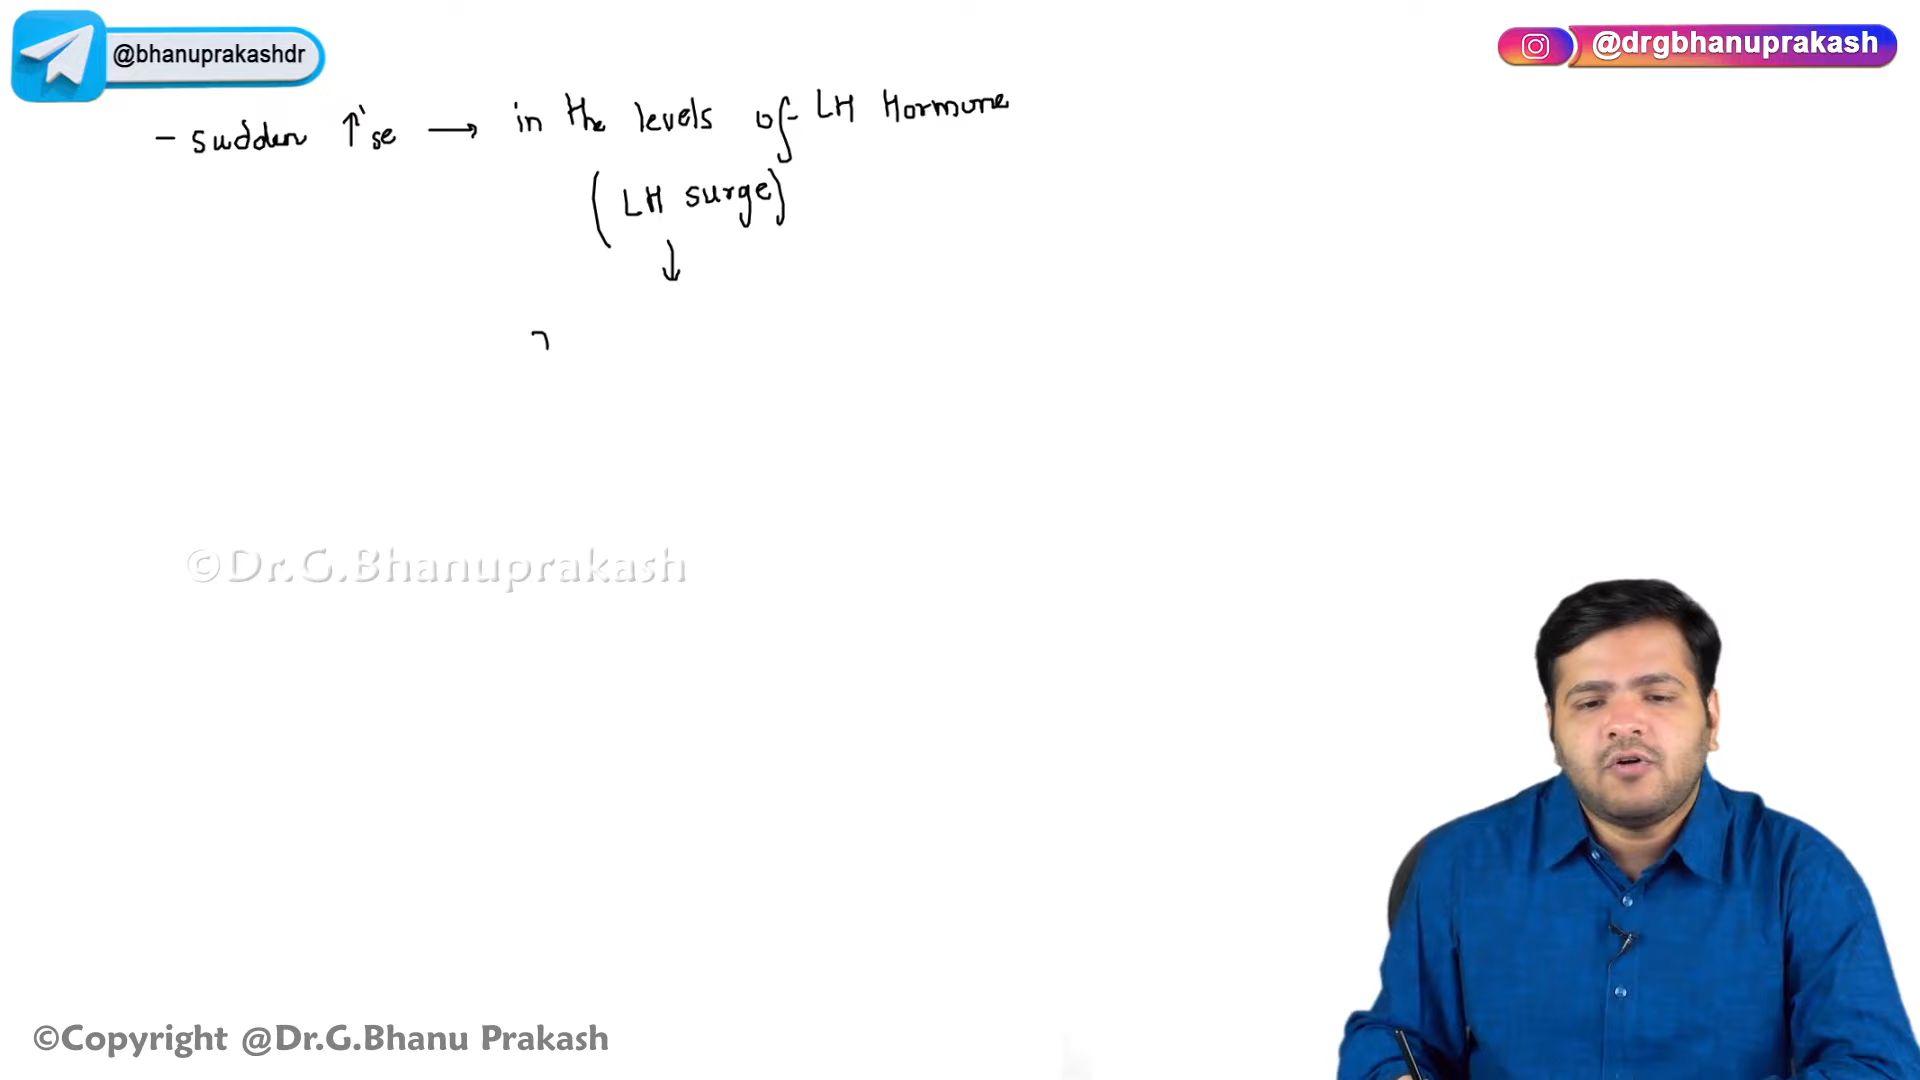 @bhanuprakashdr
@drgbhanuprakash
- sudden ↑se → in the levels of LH Hormone
(LH surge)
↓
©Dr.G.Bhanuprakash
©Copyright @Dr.G.Bhanu Prakash